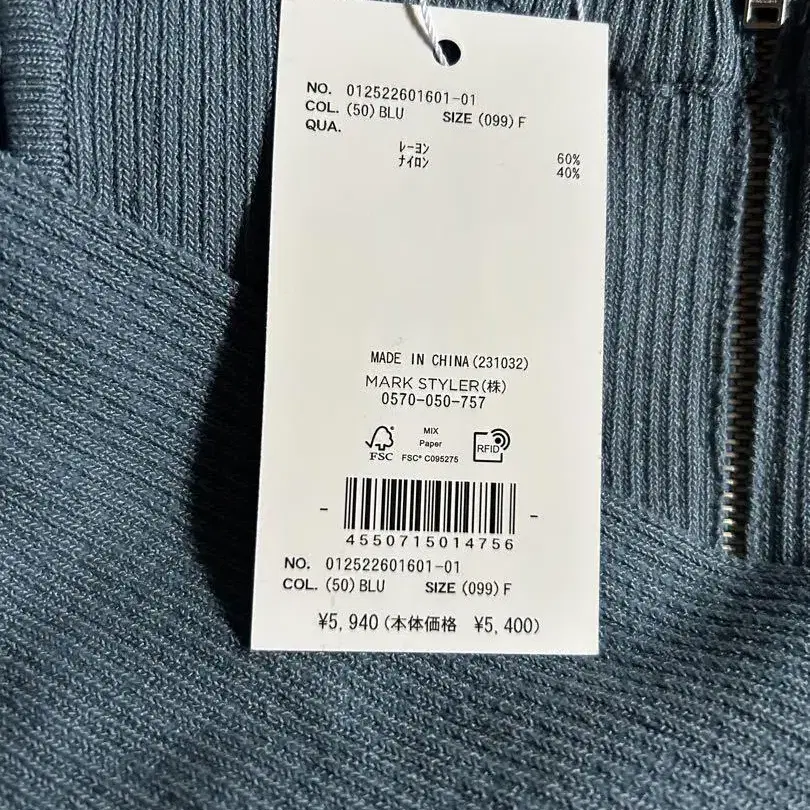 NO. 012522601601-01
COL. (50) BLU SIZE (099) F
QUA.
レーヨン 60%
ナイロン 40%
MADE IN CHINA (231032)
MARK STYLER(株)
0570-050-757
FSC
MIX
Paper
FSC® C095275
RFID
4550715014756
NO. 012522601601-01
COL. (50) BLU SIZE (099) F
¥5,940 (本体価格 ¥5,400)